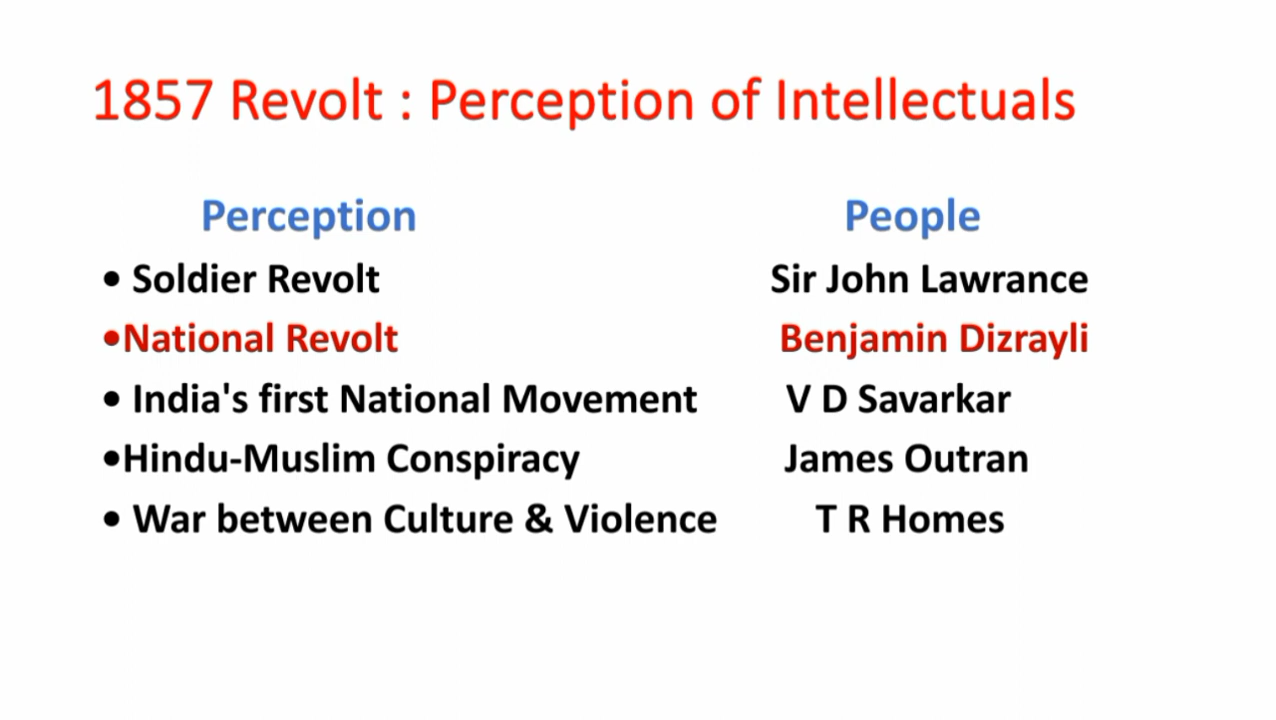 1857 Revolt : Perception of Intellectuals
Perception People
• Soldier Revolt Sir John Lawrance
•National Revolt Benjamin Dizrayli
• India's first National Movement V D Savarkar
•Hindu-Muslim Conspiracy James Outran
• War between Culture & Violence T R Homes